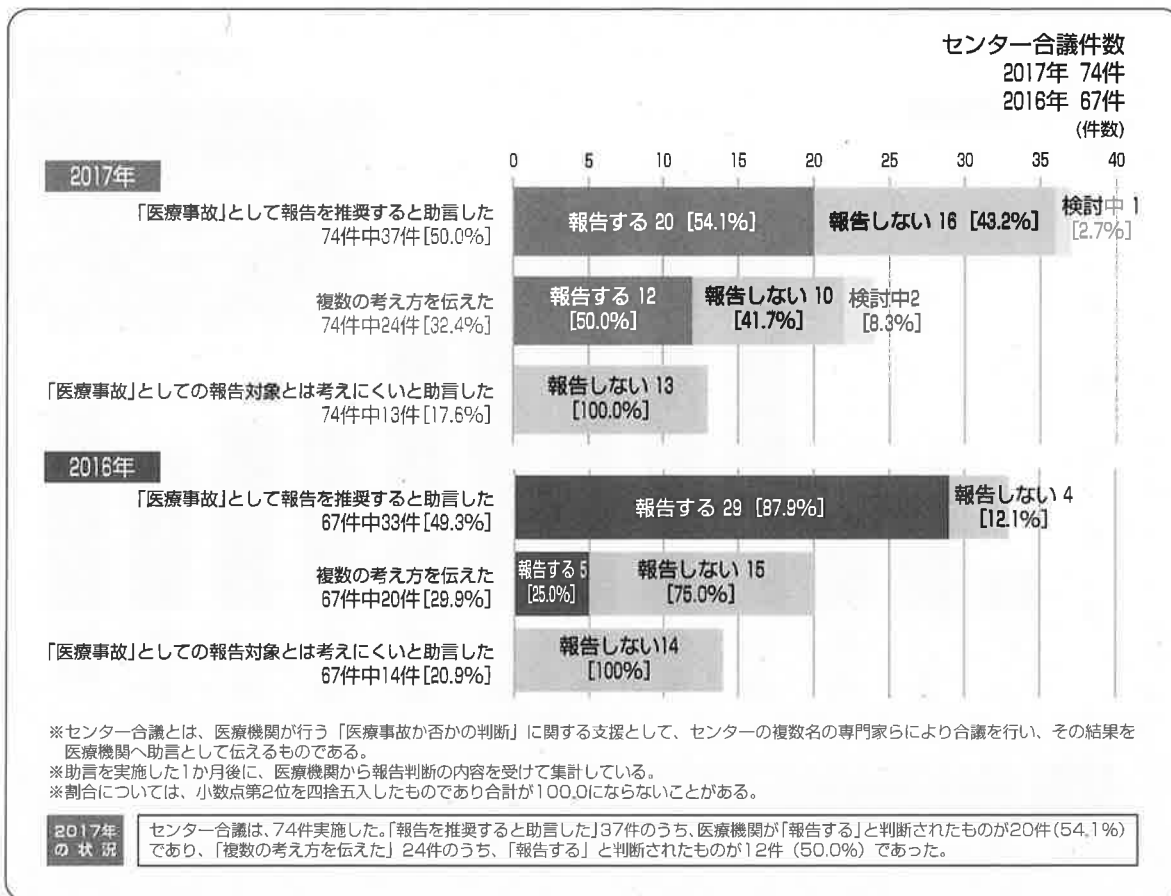 センター合議件数
2017年 74件
2016年 67件
(件数)
0 5 10 15 20 25 30 35 40
2017年
「医療事故」として報告を推奨すると助言した
74件中37件[50.0%]
報告する 20 [54.1%]
報告しない 16 [43.2%]
検討中 1
[2.7%]
複数の考え方を伝えた
74件中24件[32.4%]
報告する 12
[50.0%]
報告しない 10
[41.7%]
検討中2
[8.3%]
「医療事故」としての報告対象とは考えにくいと助言した
74件中13件[17.6%]
報告しない 13
[100.0%]
2016年
「医療事故」として報告を推奨すると助言した
67件中33件[49.3%]
報告する 29 [87.9%]
報告しない 4
[12.1%]
複数の考え方を伝えた
67件中20件[29.9%]
報告する 5
[25.0%]
報告しない 15
[75.0%]
「医療事故」としての報告対象とは考えにくいと助言した
67件中14件[20.9%]
報告しない14
[100%]
※センター合議とは、医療機関が行う「医療事故か否かの判断」に関する支援として、センターの複数名の専門家らにより合議を行い、その結果を
医療機関へ助言として伝えるものである。
※助言を実施した1か月後に、医療機関から報告判断の内容を受けて集計している。
※割合については、小数点第2位を四捨五入したものであり合計が100.0にならないことがある。
2017年
の 状 況
センター合議は、74件実施した。「報告を推奨すると助言した」37件のうち、医療機関が「報告する」と判断されたものが20件(54.1%)
であり、「複数の考え方を伝えた」24件のうち、「報告する」と判断されたものが12件（50.0%）であった。